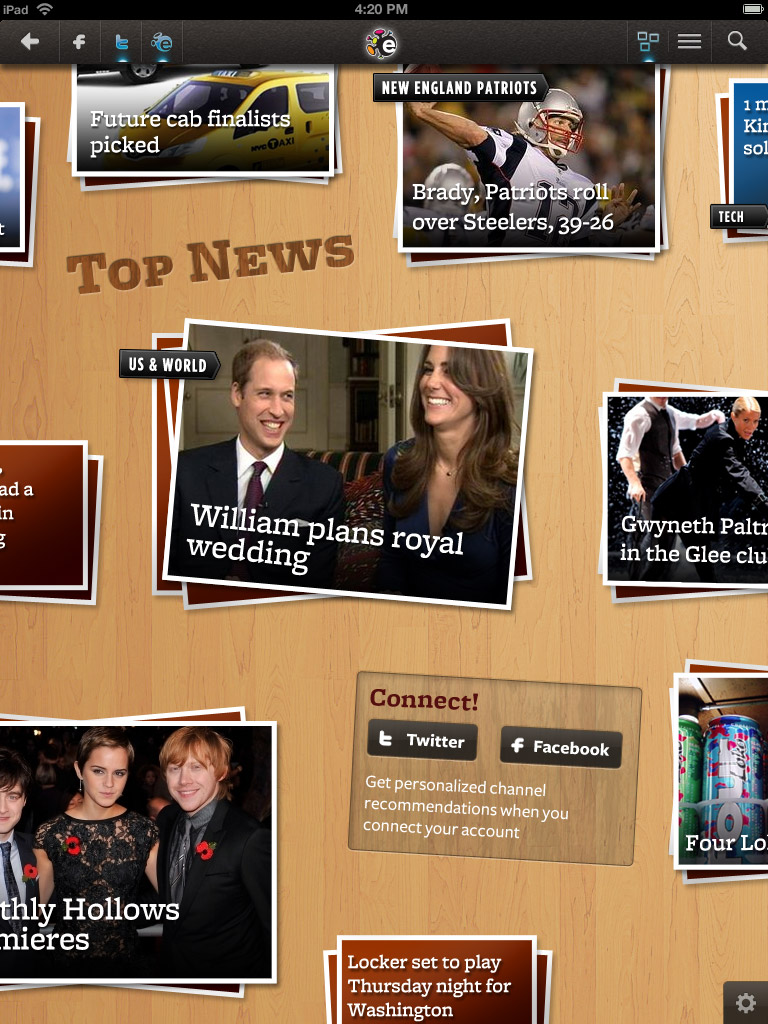 iPad
4:20 PM
Future cab finalists
picked
NYC TAXI
TAXI
NEW ENGLAND PATRIOTS
Brady, Patriots roll
over Steelers, 39-26
TECH
TOP NEWS
US & WORLD
William plans royal
wedding
ad a
in
g
Gwyneth Paltr
in the Glee clu
Connect!
Twitter
Facebook
Get personalized channel
recommendations when you
connect your account
thly Hollows
mieres
Four Lo
Locker set to play
Thursday night for
Washington